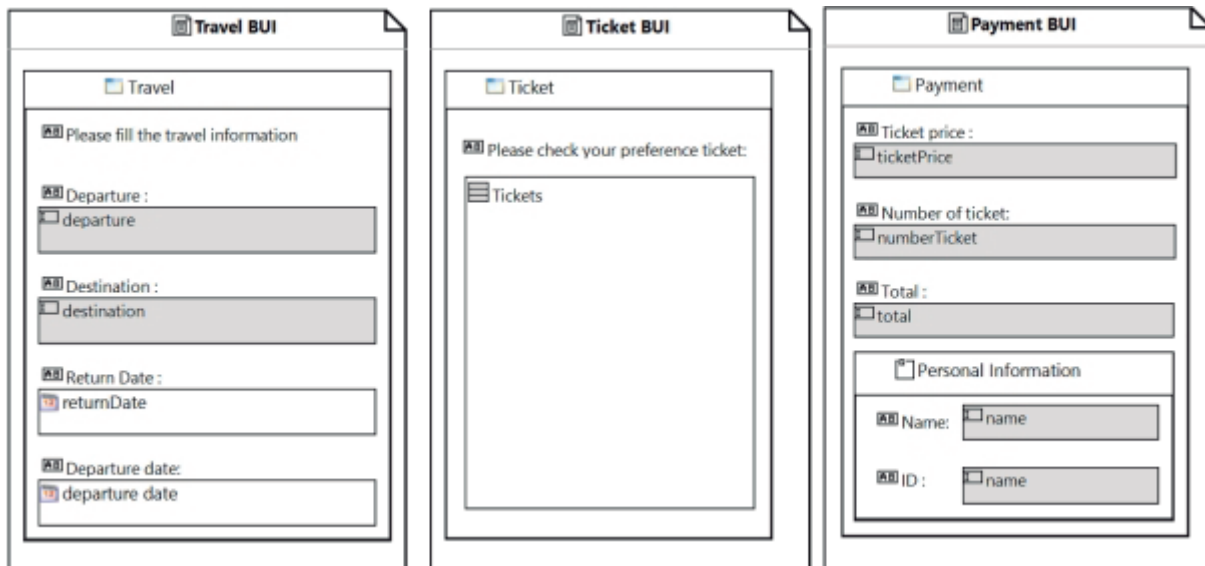 Travel BUI
Travel
Please fill the travel information
Departure :
departure
Destination :
destination
Return Date :
returnDate
Departure date:
departure date
Ticket BUI
Ticket
Please check your preference ticket:
Tickets
Payment BUI
Payment
Ticket price :
ticketPrice
Number of ticket:
numberTicket
Total :
total
Personal Information
Name: name
ID : name